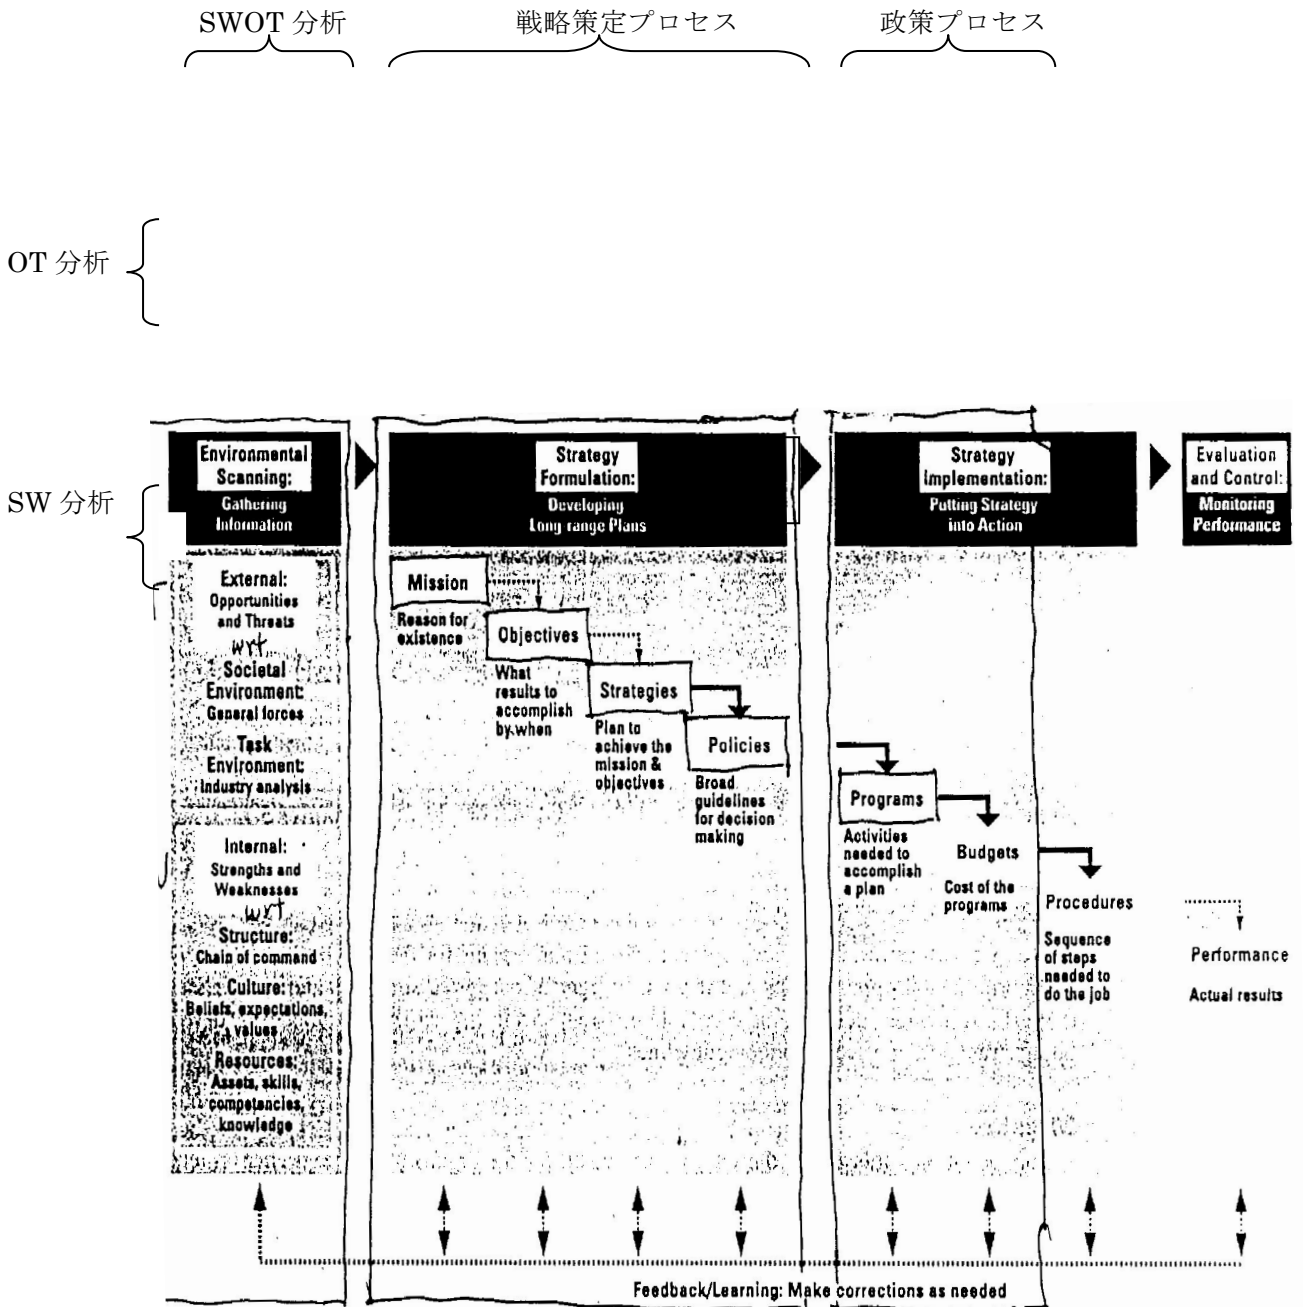 SWOT 分析
戦略策定プロセス
政策プロセス
OT 分析
SW 分析
Environmental
Scanning:
Gathering
Information
External:
Opportunities
and Threats
wrt
Societal
Environment:
General forces
Task
Environment:
Industry analysis
Internal:
Strengths and
Weaknesses
wrt
Structure:
Chain of command
Culture:
Beliefs, expectations,
values
Resources:
Assets, skills,
competencies,
knowledge
Strategy
Formulation:
Developing
Long range Plans
Mission
Reason for
existence
Objectives
What
results to
accomplish
by when
Strategies
Plan to
achieve the
mission &
objectives
Policies
Broad
guidelines
for decision
making
Strategy
Implementation:
Putting Strategy
into Action
Programs
Activities
needed to
accomplish
a plan
Budgets
Cost of the
programs
Procedures
Sequence
of steps
needed to
do the job
Evaluation
and Control:
Monitoring
Performance
Performance
Actual results
Feedback/Learning: Make corrections as needed